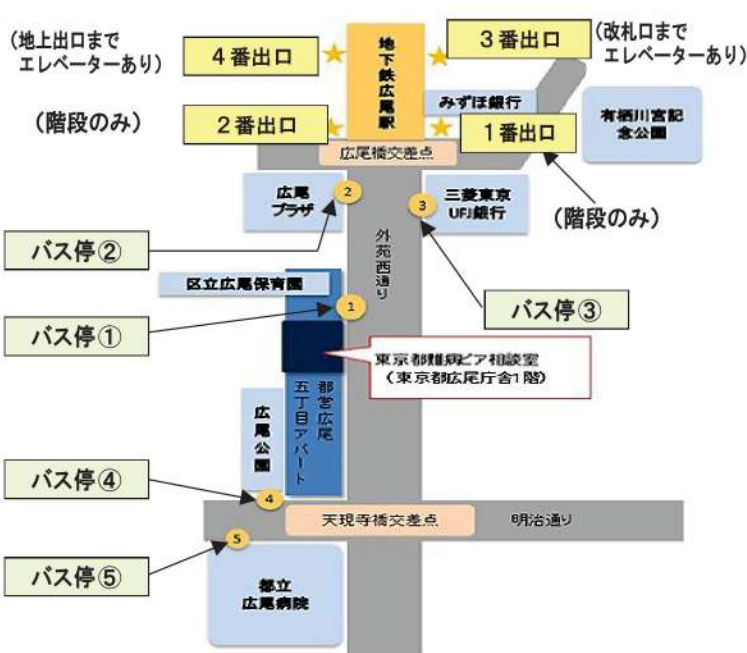 (地上出口まで
エレベーターあり)
4番出口
地下鉄広尾駅
3番出口
(改札口まで
エレベーターあり)
(階段のみ)
2番出口
みずほ銀行
1番出口
有栖川宮記
念公園
広尾橋交差点
広尾
プラザ
2
3
三菱東京
UFJ銀行
(階段のみ)
バス停②
外苑西通り
区立広尾保育園
1
バス停①
バス停③
東京都難病ピア相談室
(東京都広尾庁舎1階)
都営広尾
五丁目アパート
広尾公園
バス停④
4
天現寺橋交差点
明治通り
5
バス停⑤
都立
広尾病院